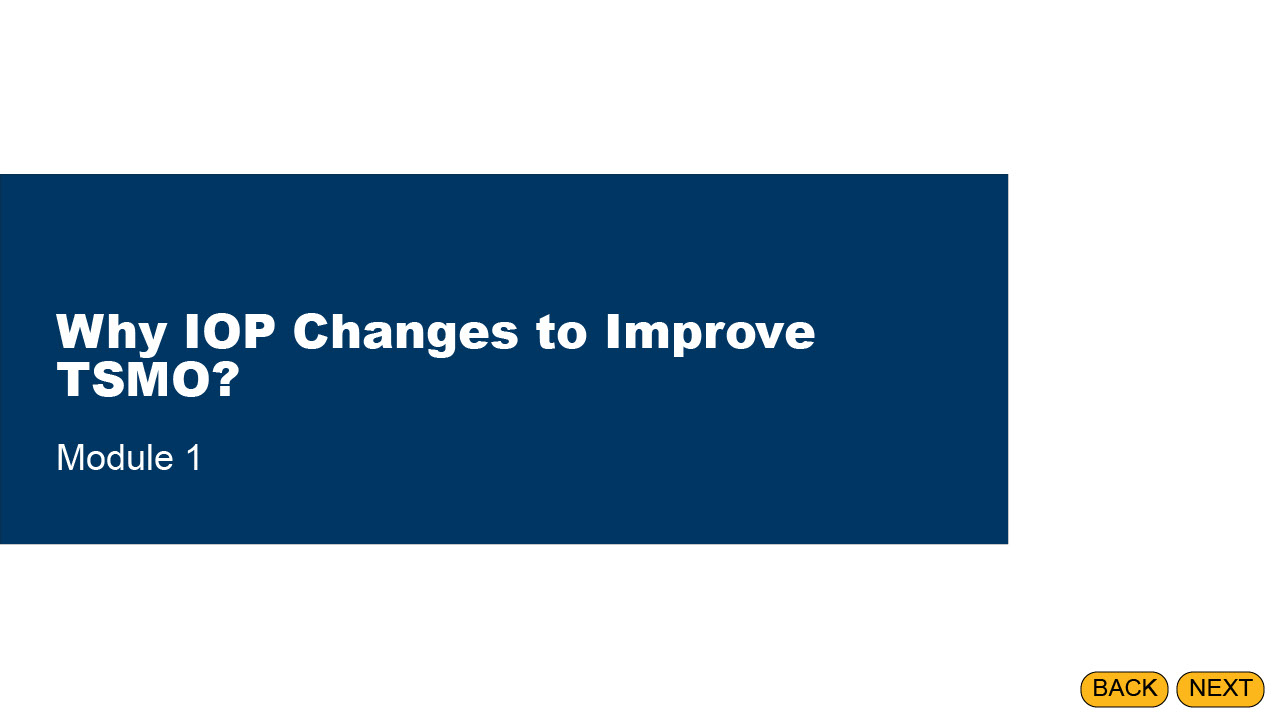 Why IOP Changes to Improve
TSMO?
Module 1
BACK NEXT